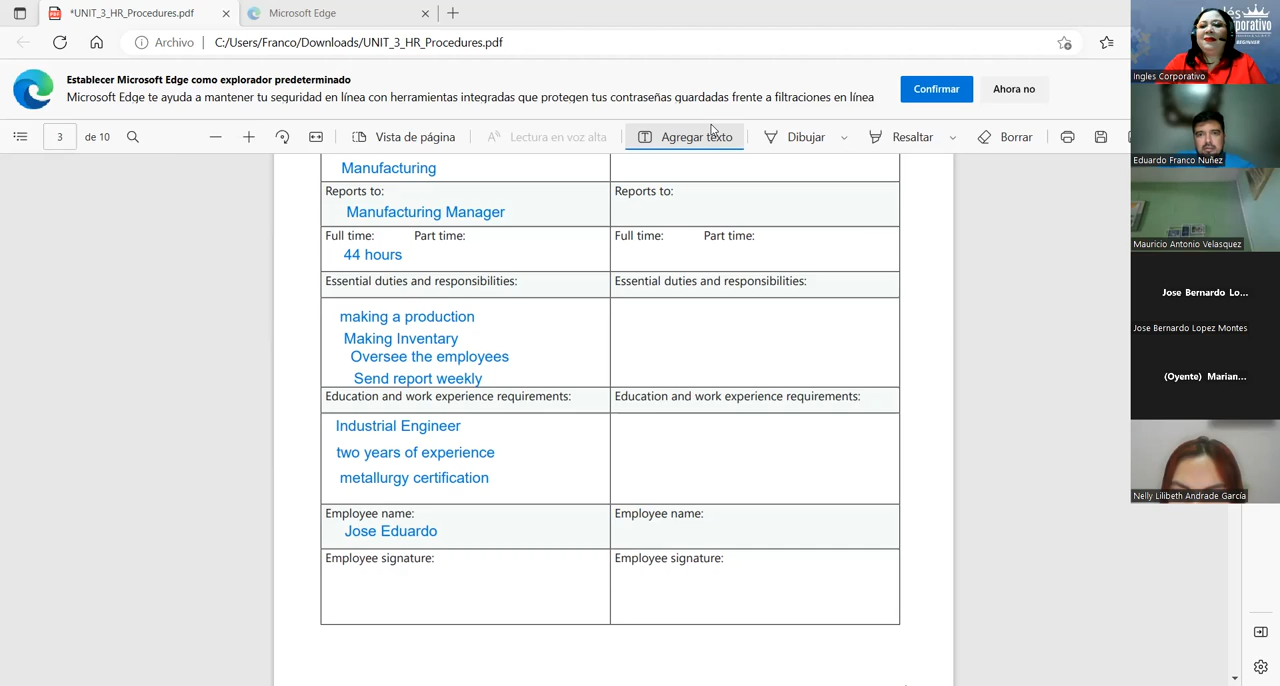 *UNIT_3_HR_Procedures.pdf
Microsoft Edge
Archivo
C:/Users/Franco/Downloads/UNIT_3_HR_Procedures.pdf
Establecer Microsoft Edge como explorador predeterminado
Microsoft Edge te ayuda a mantener tu seguridad en línea con herramientas integradas que protegen tus contraseñas guardadas frente a filtraciones en línea
Confirmar
Ahora no
3
de 10
Vista de página
Lectura en voz alta
Agregar texto
Dibujar
Resaltar
Borrar
Manufacturing
Reports to:
Manufacturing Manager
Reports to:
Full time: Part time:
44 hours
Full time: Part time:
Essential duties and responsibilities:
Essential duties and responsibilities:
making a production
Making Inventary
Oversee the employees
Send report weekly
Education and work experience requirements:
Education and work experience requirements:
Industrial Engineer
two years of experience
metallurgy certification
Employee name:
Jose Eduardo
Employee name:
Employee signature:
Employee signature:
BEGINNER
Ingles Corporativo
Eduardo Franco Nuñez
Mauricio Antonio Velasquez
Jose Bernardo Lo...
Jose Bernardo Lopez Montes
(Oyente) Marian...
Nelly Lilibeth Andrade García